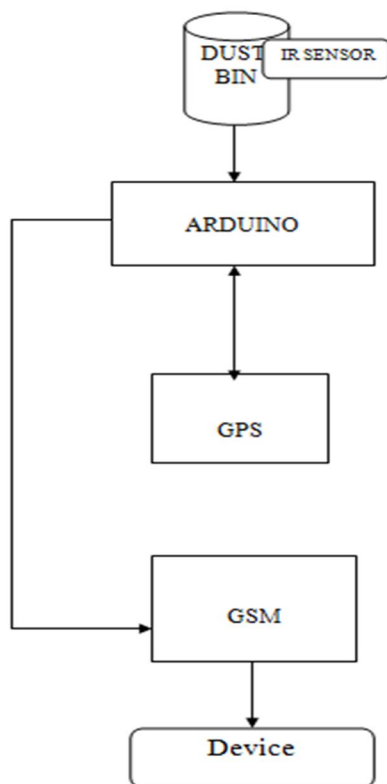 DUST
BIN
IR SENSOR
ARDUINO
GPS
GSM
Device